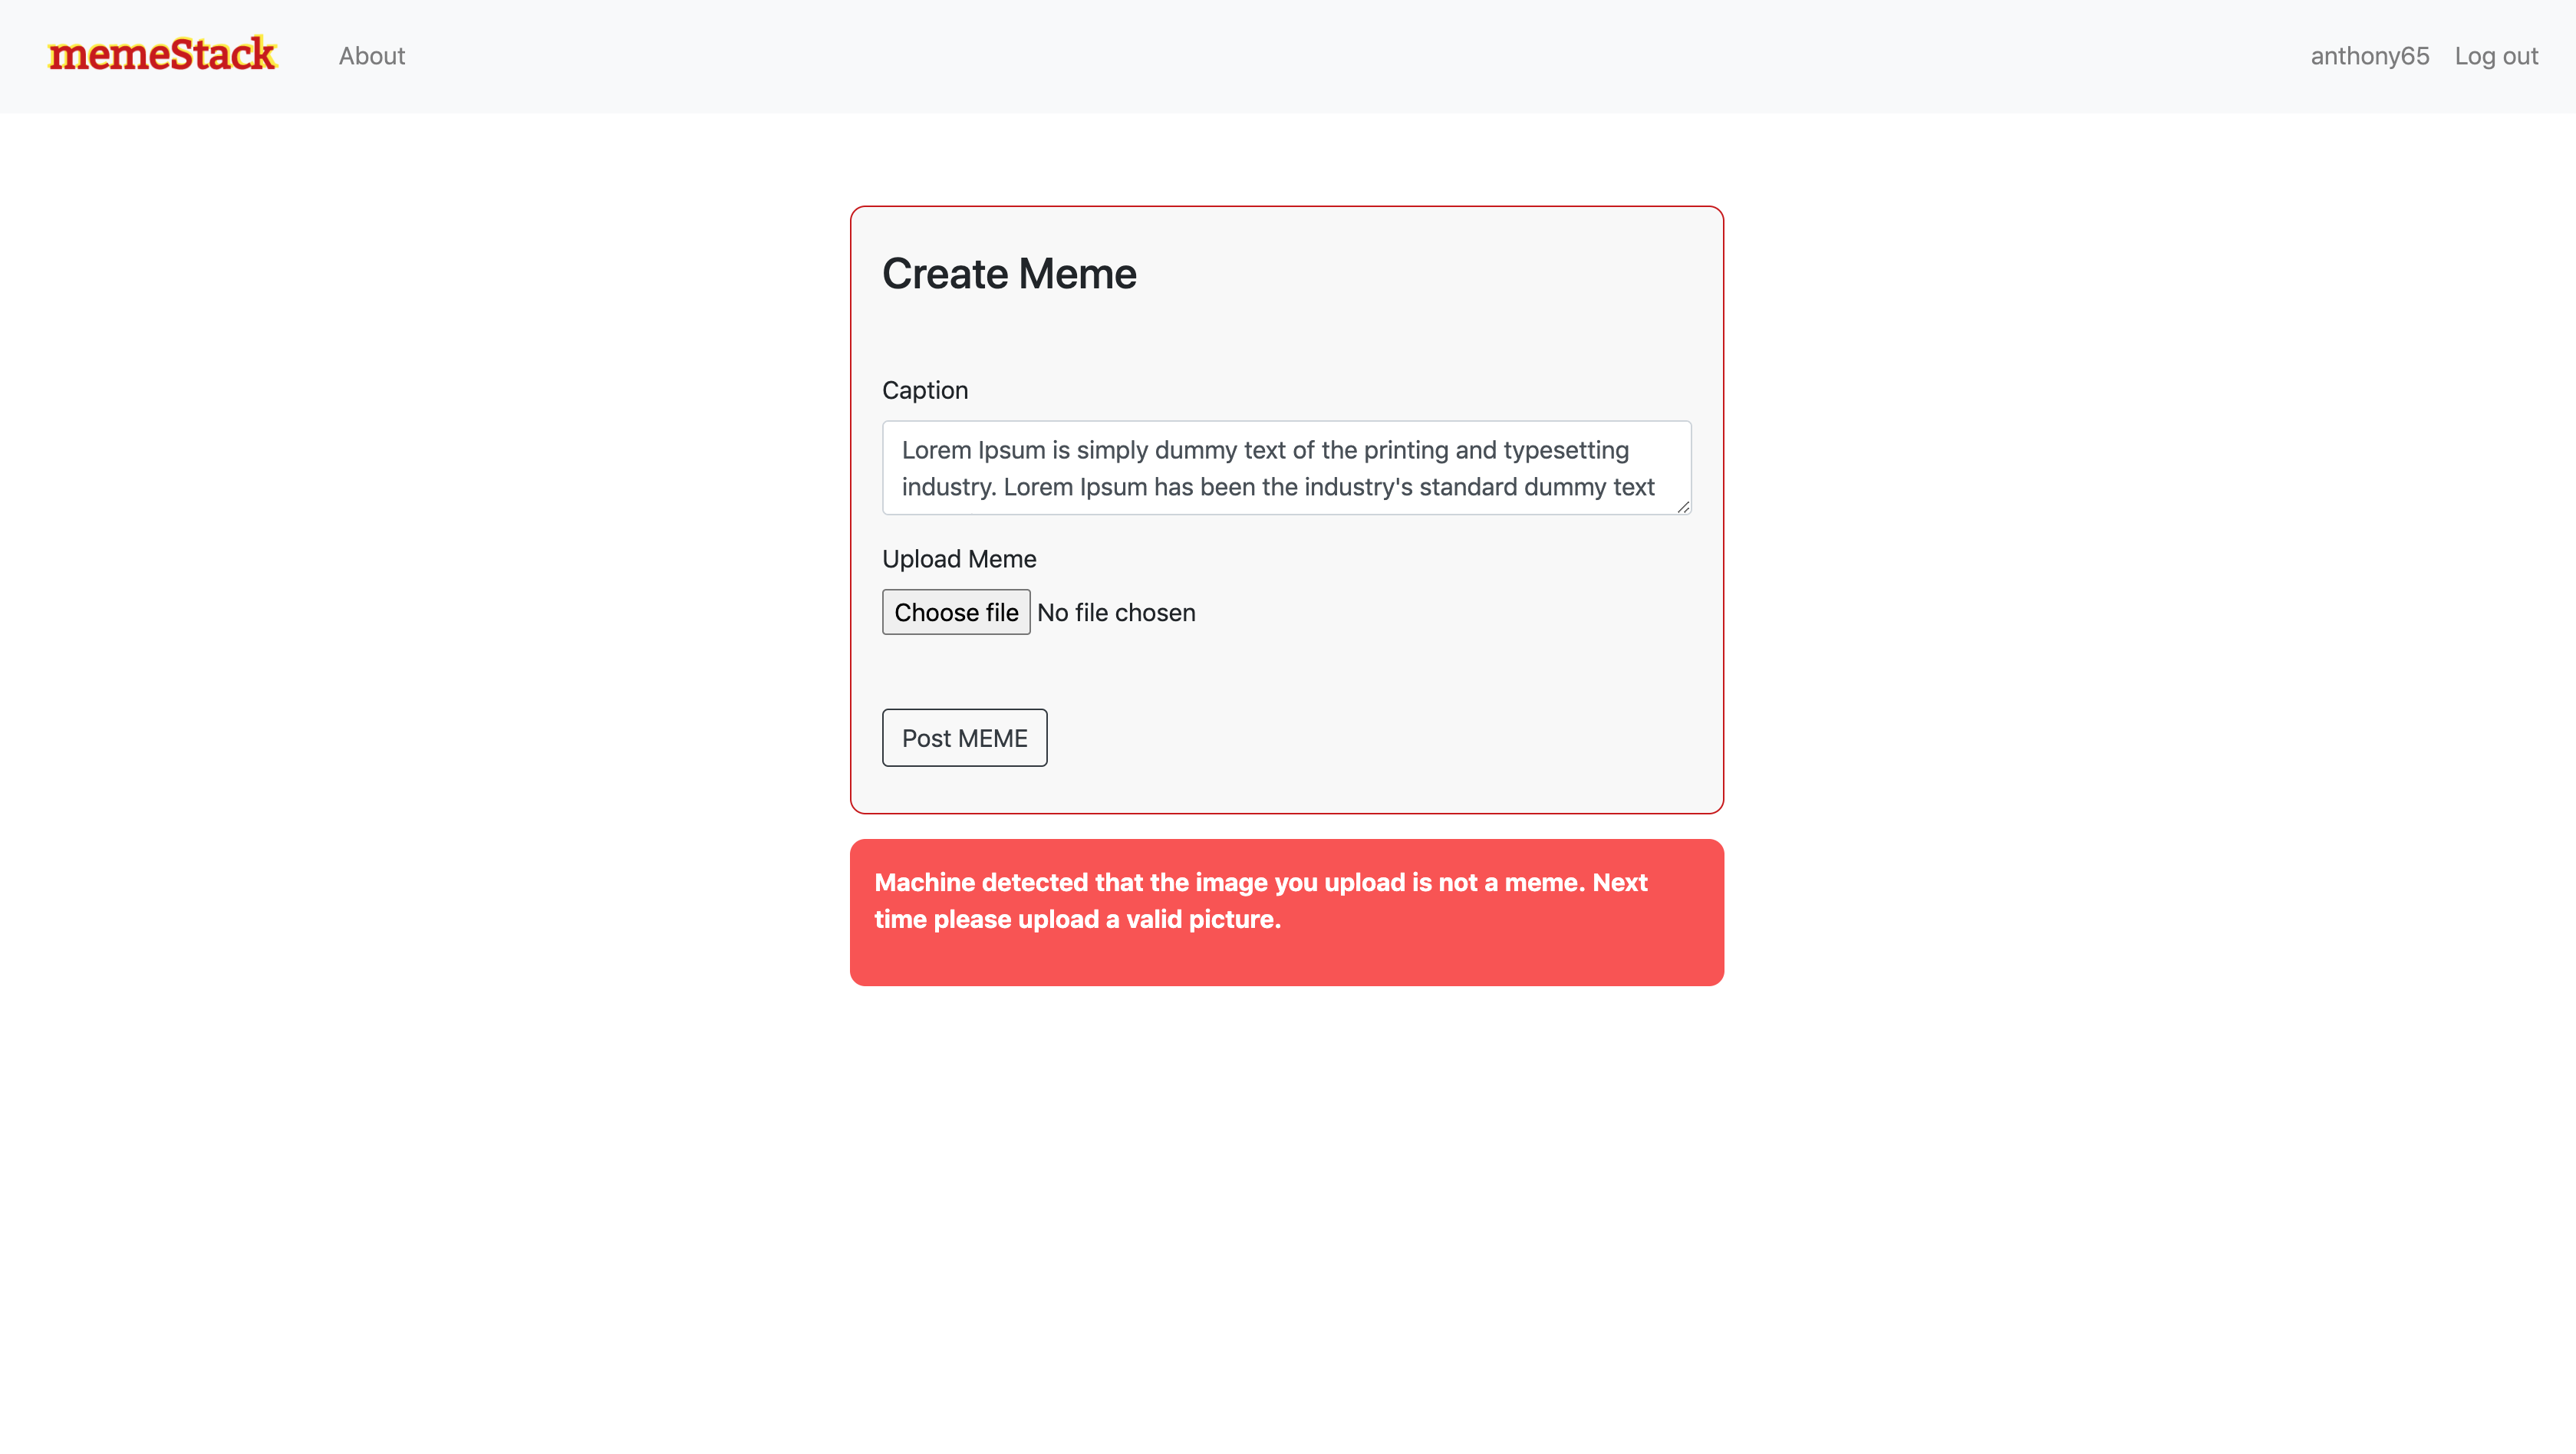 memeStack About anthony65 Log out
Create Meme
Caption
Lorem Ipsum is simply dummy text of the printing and typesetting
industry. Lorem Ipsum has been the industry's standard dummy text
Upload Meme
Choose file No file chosen
Post MEME
Machine detected that the image you upload is not a meme. Next
time please upload a valid picture.